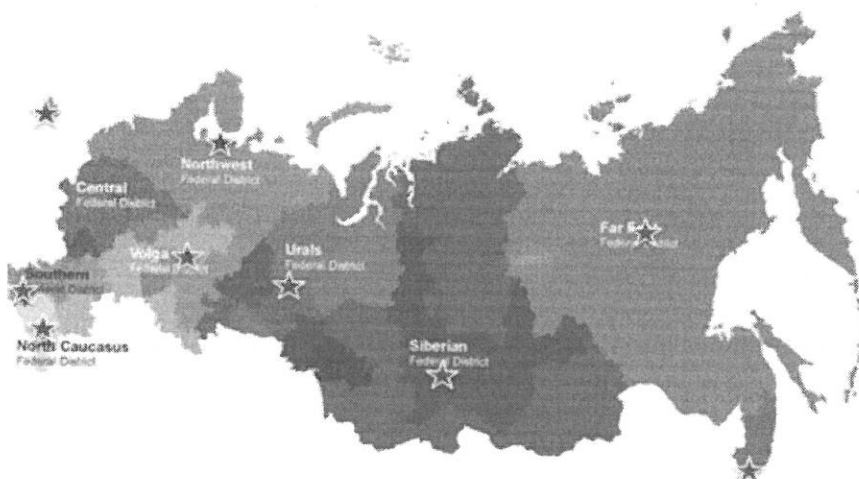 Northwest
Federal District
Central
Federal District
Urals
Federal District
Volga
Federal
Far
Southern
Federal District
North Caucasus
Federal District
Siberian
Federal District